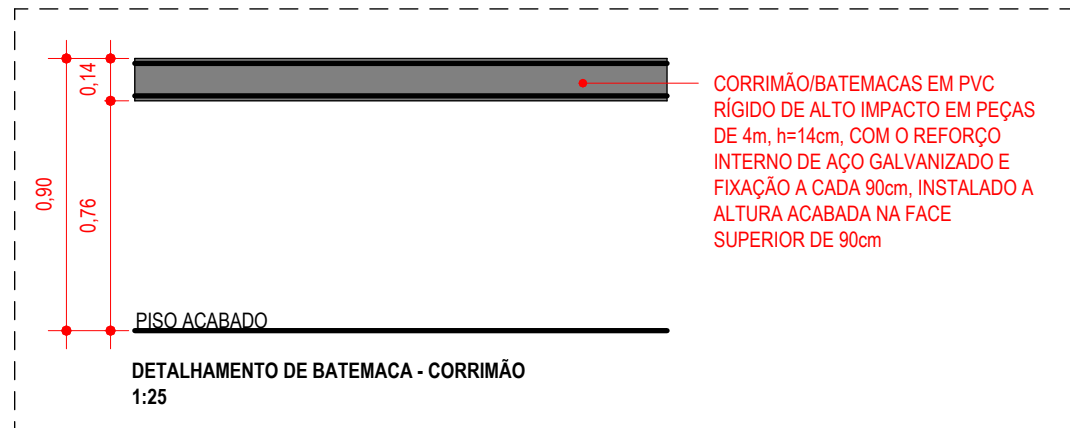 0,14
0,90
0,76
CORRIMÃO/BATEMACAS EM PVC
RÍGIDO DE ALTO IMPACTO EM PEÇAS
DE 4m, h=14cm, COM O REFORÇO
INTERNO DE AÇO GALVANIZADO E
FIXAÇÃO A CADA 90cm, INSTALADO A
ALTURA ACABADA NA FACE
SUPERIOR DE 90cm
PISO ACABADO
DETALHAMENTO DE BATEMACA - CORRIMÃO
1:25